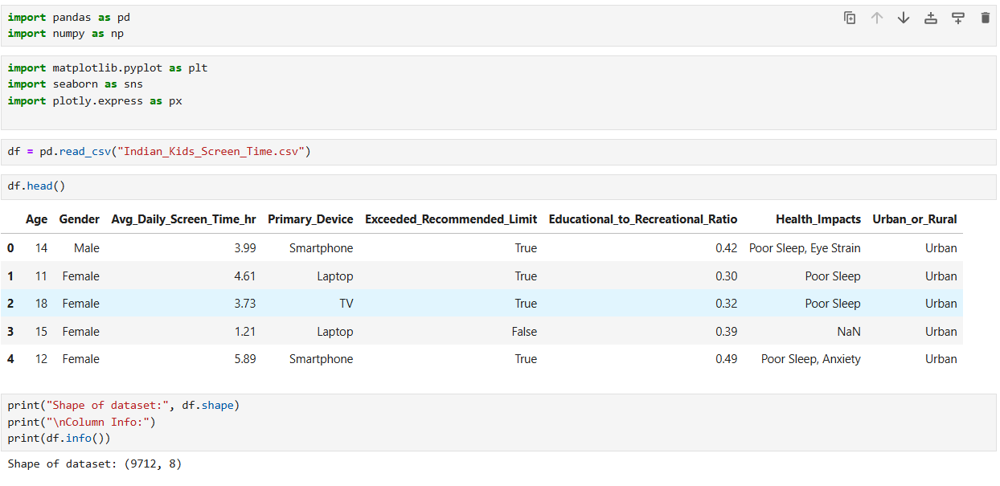 import pandas as pd
import numpy as np
import matplotlib.pyplot as plt
import seaborn as sns
import plotly.express as px
df = pd.read_csv("Indian_Kids_Screen_Time.csv")
df.head()
Age Gender Avg_Daily_Screen_Time_hr Primary_Device Exceeded_Recommended_Limit Educational_to_Recreational_Ratio Health_Impacts Urban_or_Rural
0 14 Male 3.99 Smartphone True 0.42 Poor Sleep, Eye Strain Urban
1 11 Female 4.61 Laptop True 0.30 Poor Sleep Urban
2 18 Female 3.73 TV True 0.32 Poor Sleep Urban
3 15 Female 1.21 Laptop False 0.39 NaN Urban
4 12 Female 5.89 Smartphone True 0.49 Poor Sleep, Anxiety Urban
print("Shape of dataset:", df.shape)
print("\nColumn Info:")
print(df.info())
Shape of dataset: (9712, 8)